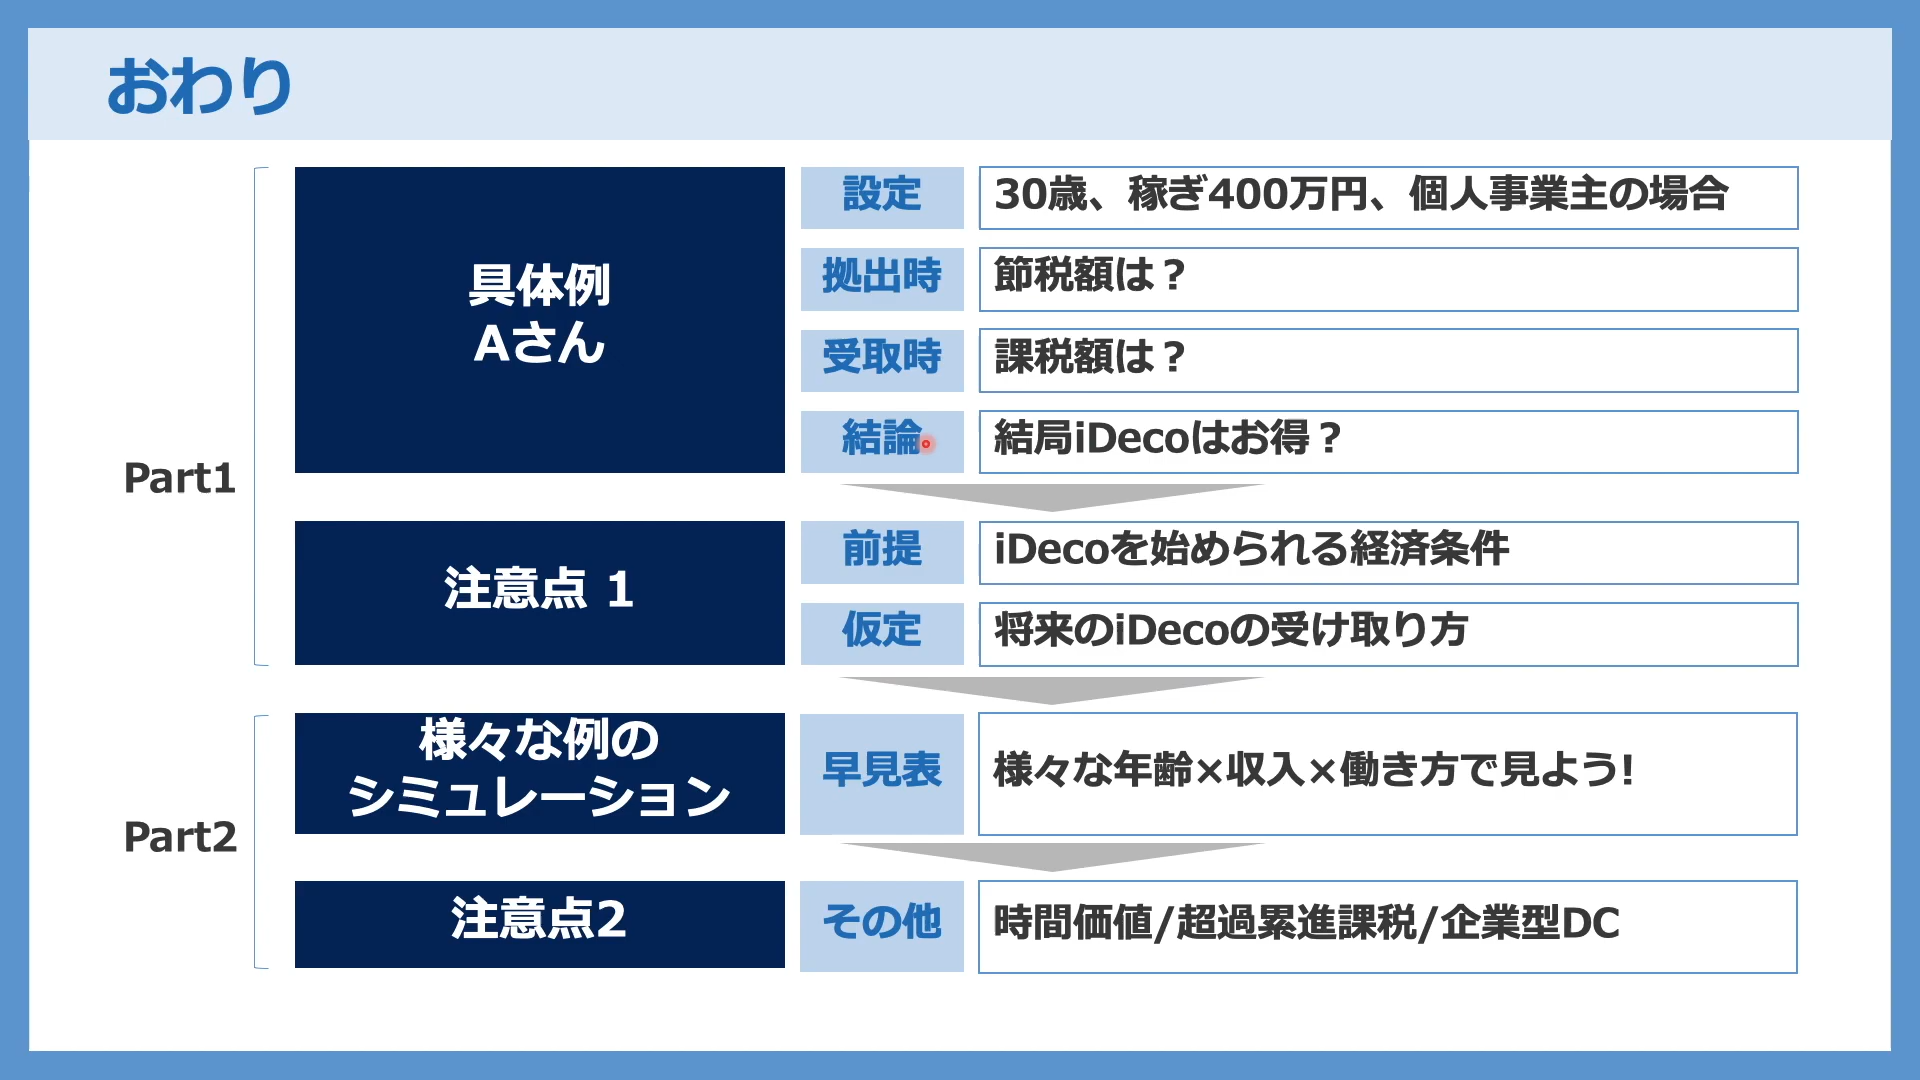 おわり
Part1
具体例
Aさん
設定
30歳、稼ぎ400万円、個人事業主の場合
拠出時
節税額は？
受取時
課税額は？
結論
結局iDecoはお得？
注意点 1
前提
iDecoを始められる経済条件
仮定
将来のiDecoの受け取り方
Part2
様々な例の
シミュレーション
早見表
様々な年齢×収入×働き方で見よう!
注意点2
その他
時間価値/超過累進課税/企業型DC